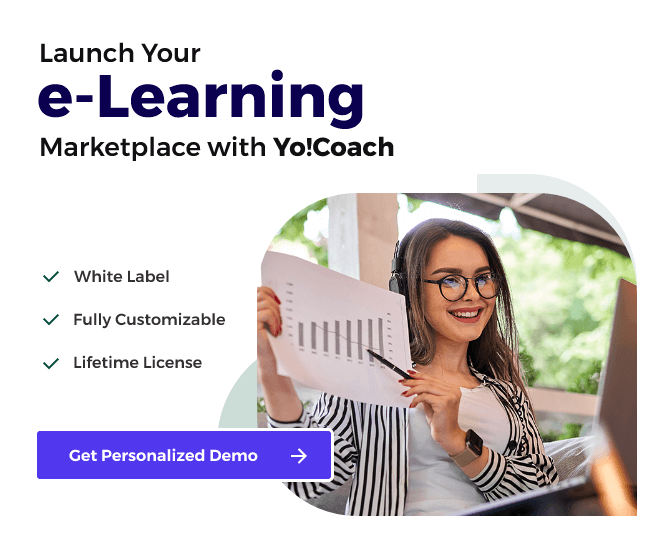 Launch Your
e-Learning
Marketplace with Yo!Coach
White Label
Fully Customizable
Lifetime License
Get Personalized Demo